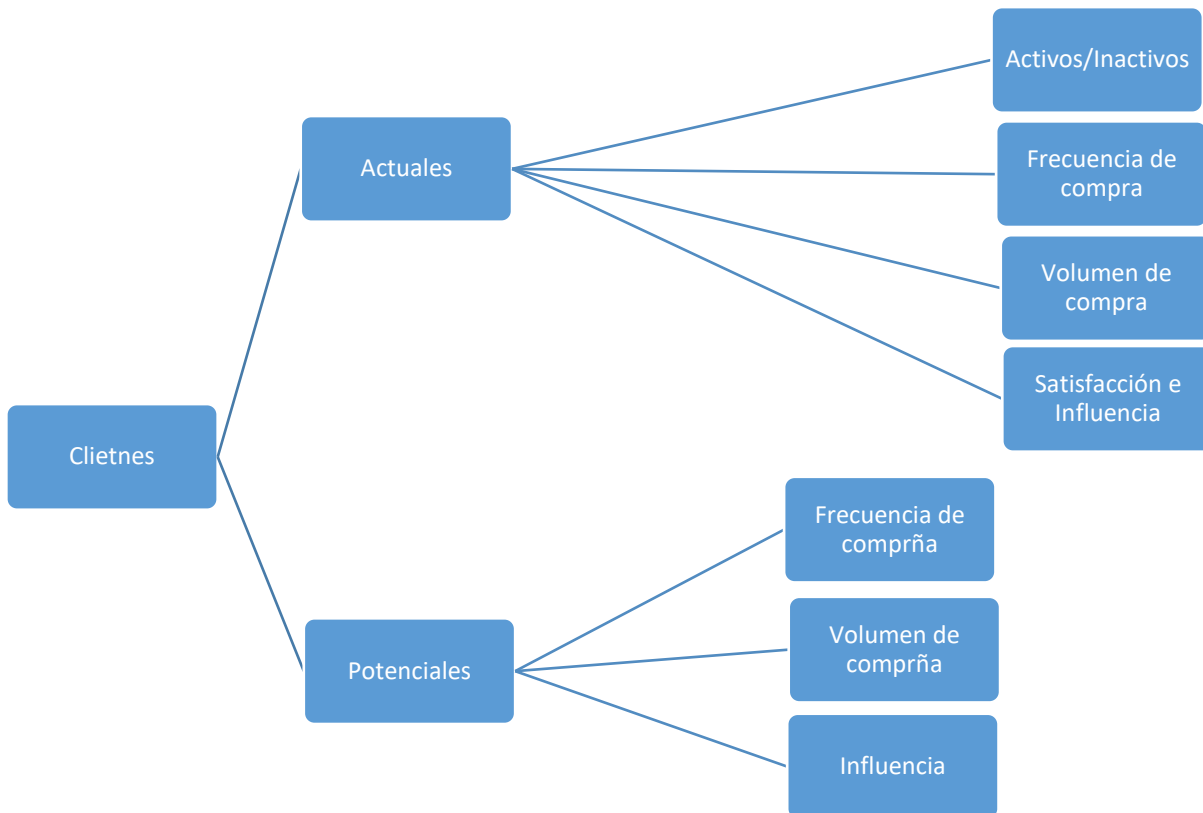 Clietnes
Actuales
Activos/Inactivos
Frecuencia de
compra
Volumen de
compra
Satisfacción e
Influencia
Potenciales
Frecuencia de
comprña
Volumen de
comprña
Influencia